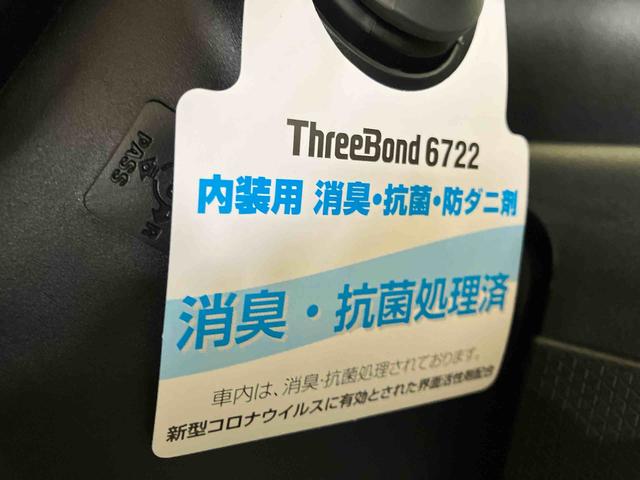 ThreeBond 6722
内装用 消臭・抗菌・防ダニ剤
消臭・抗菌処理済
車内は、消臭・抗菌処理されております。
新型コロナウイルスに有効とされた界面活性剤配合
PASS